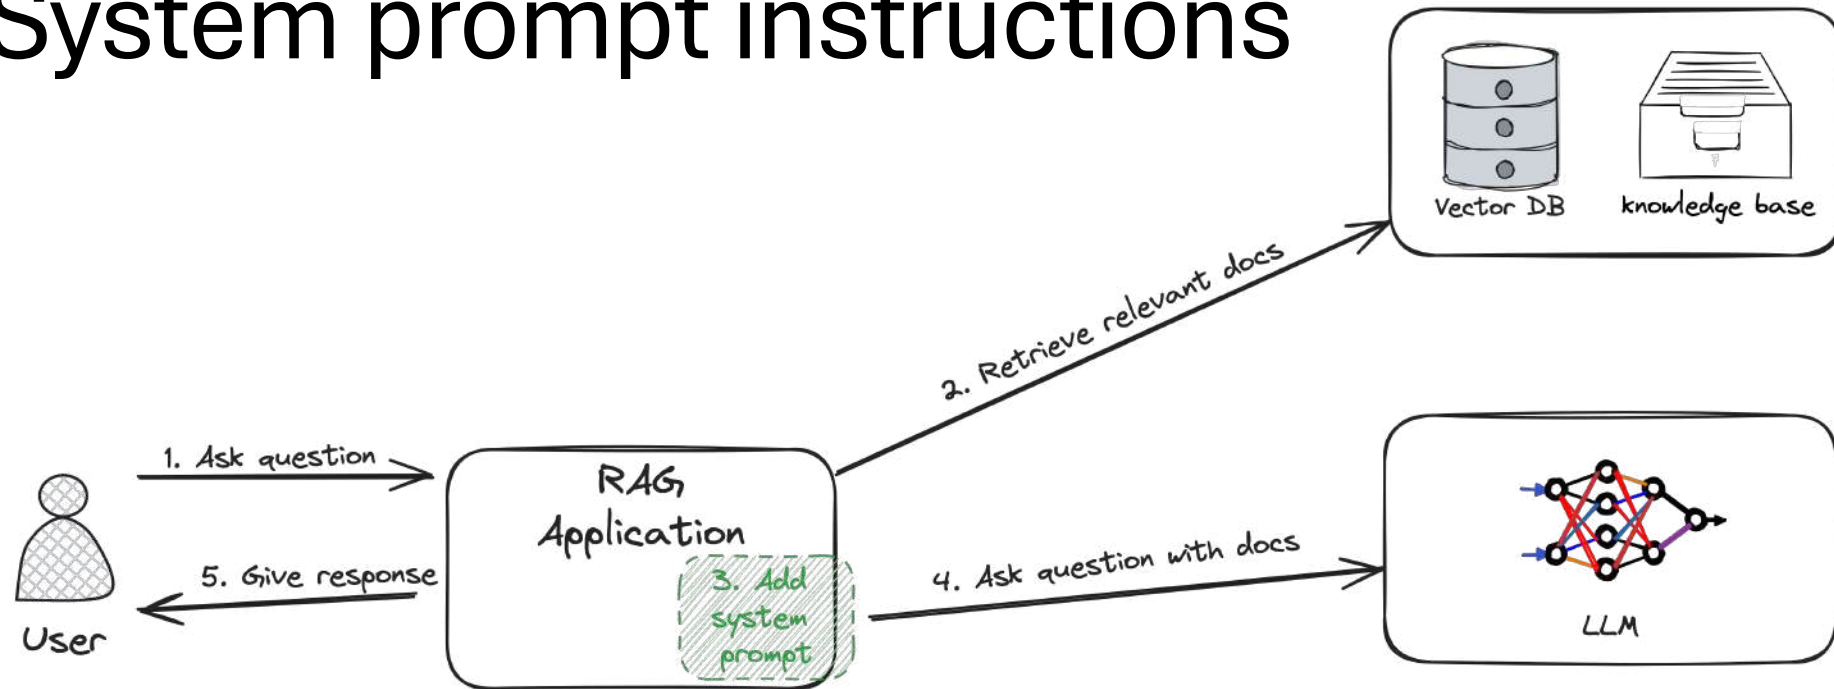 System prompt instructions
Vector DB
knowledge base
2. Retrieve relevant docs
1. Ask question
RAG
Application
5. Give response
3. Add
system
prompt
4. Ask question with docs
User
LLM